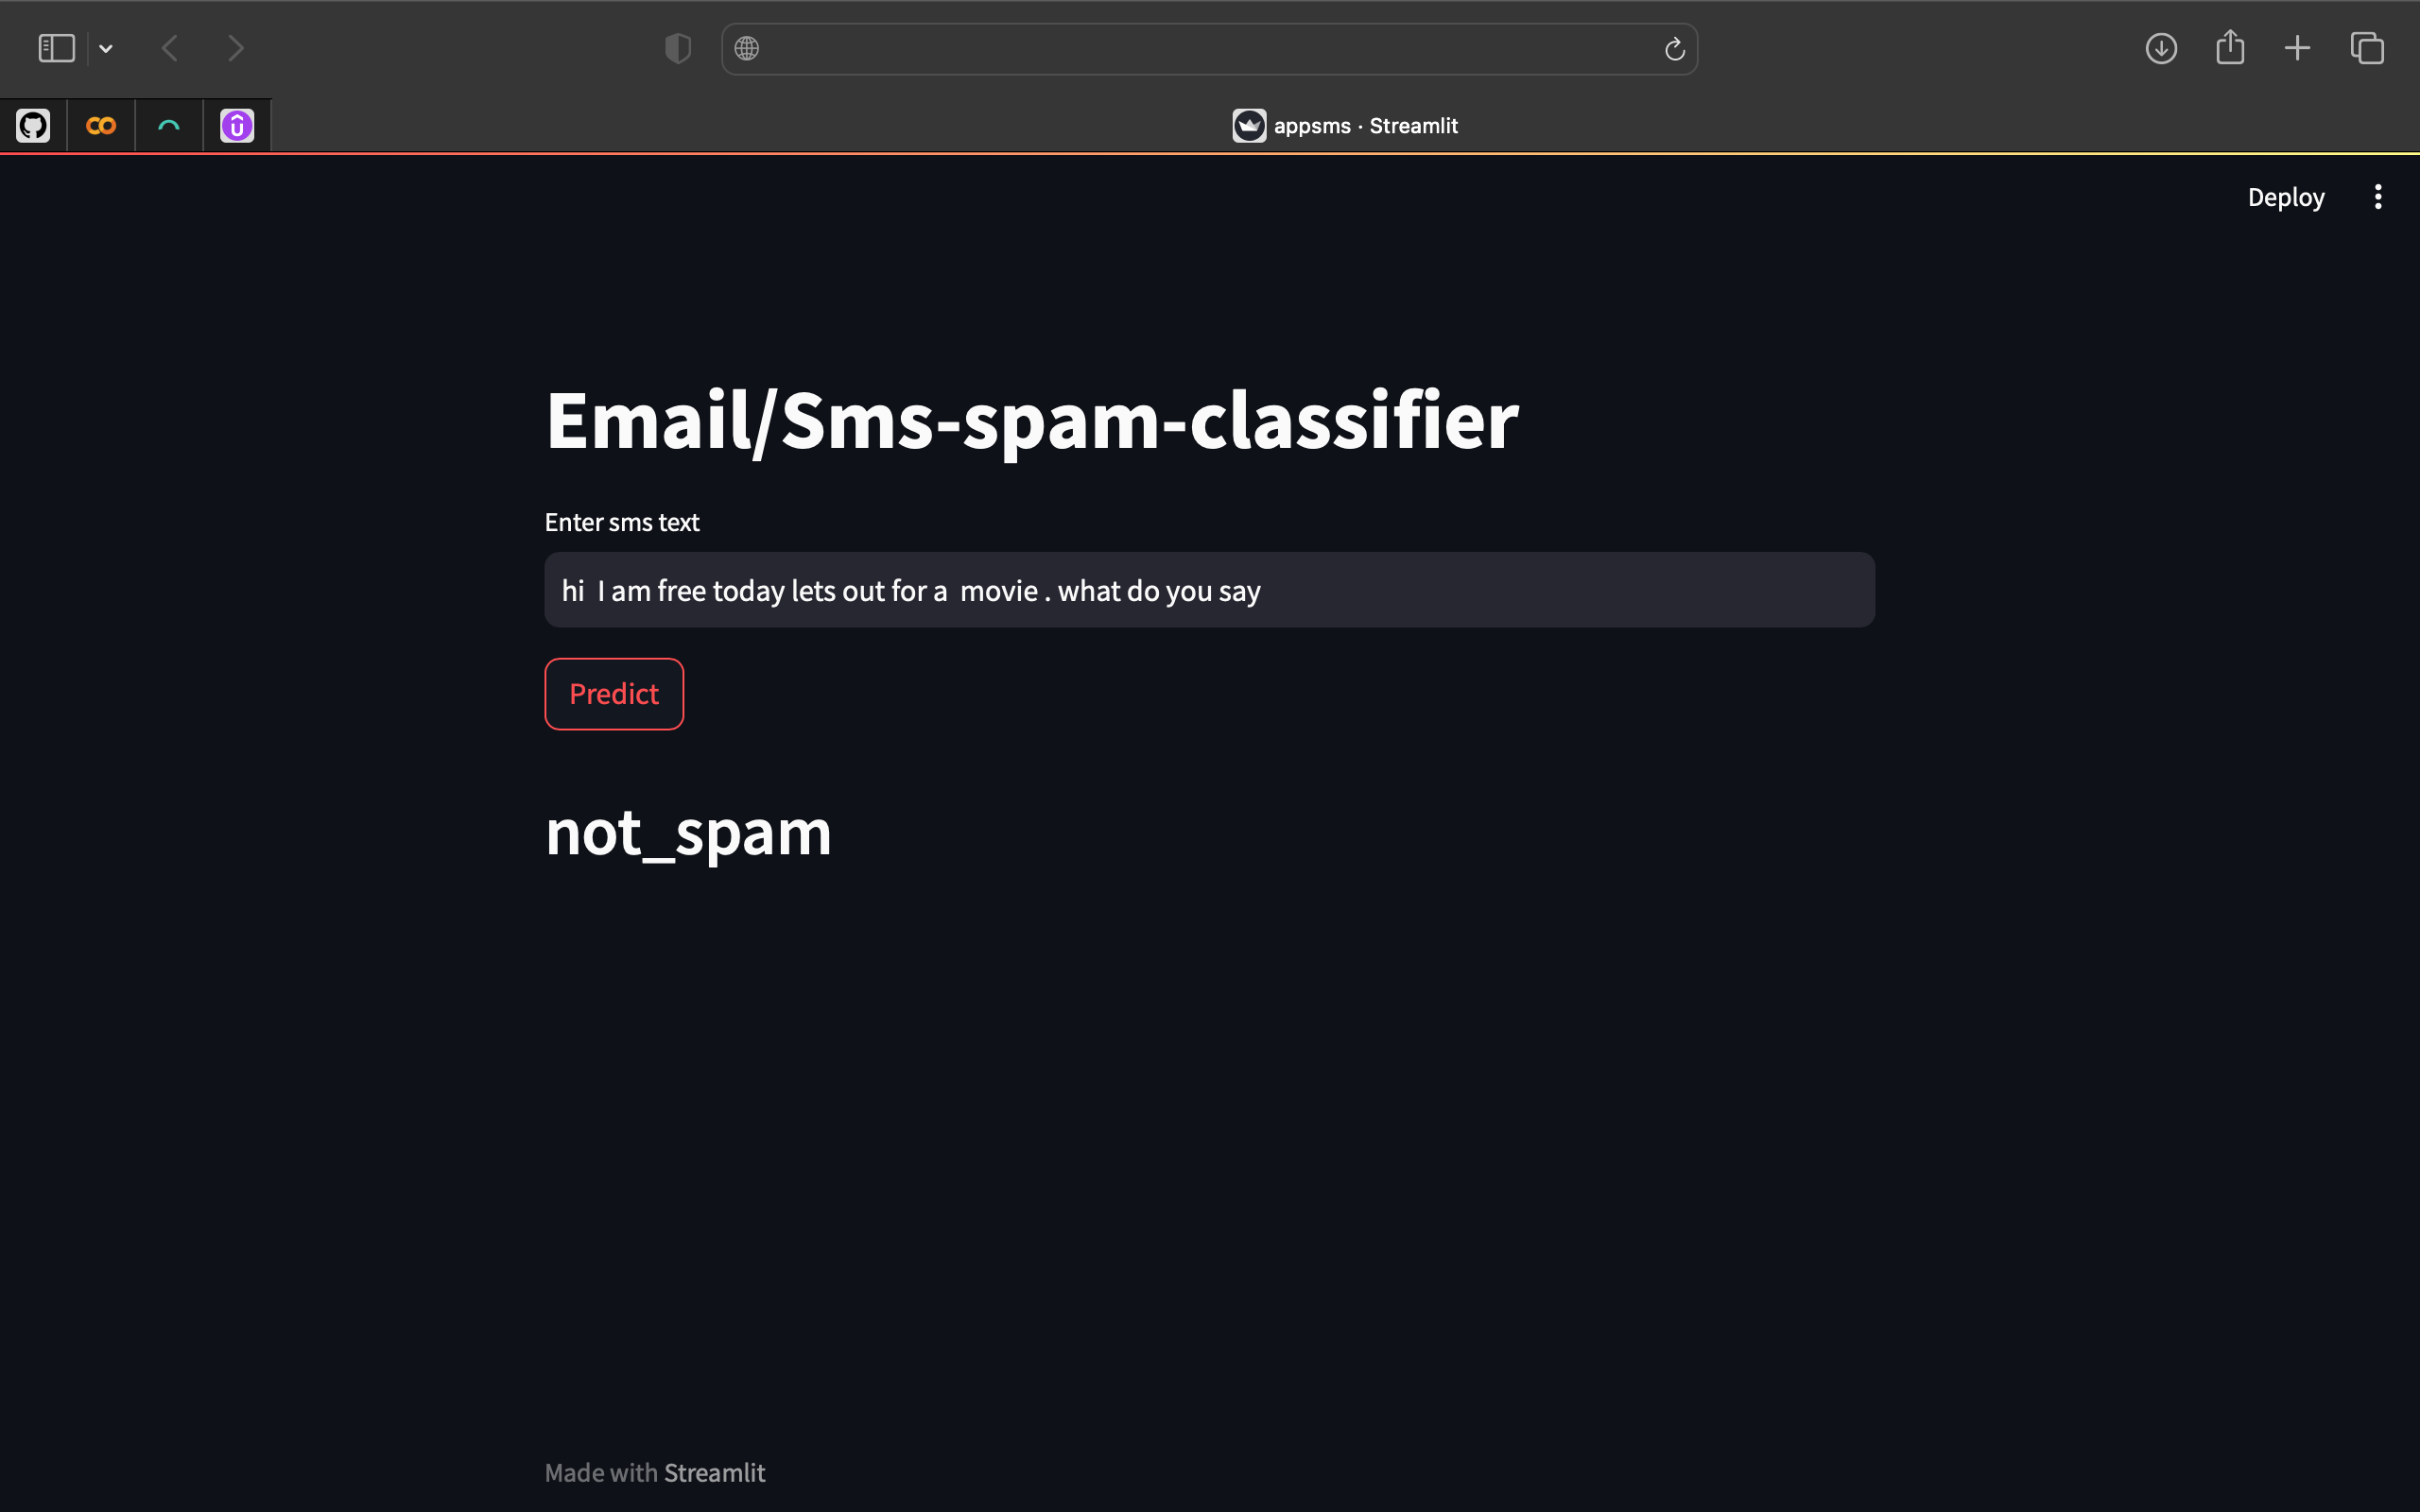 appsms · Streamlit
Deploy
Email/Sms-spam-classifier
Enter sms text
hi  I am free today lets out for a  movie . what do you say
Predict
not_spam
Made with Streamlit